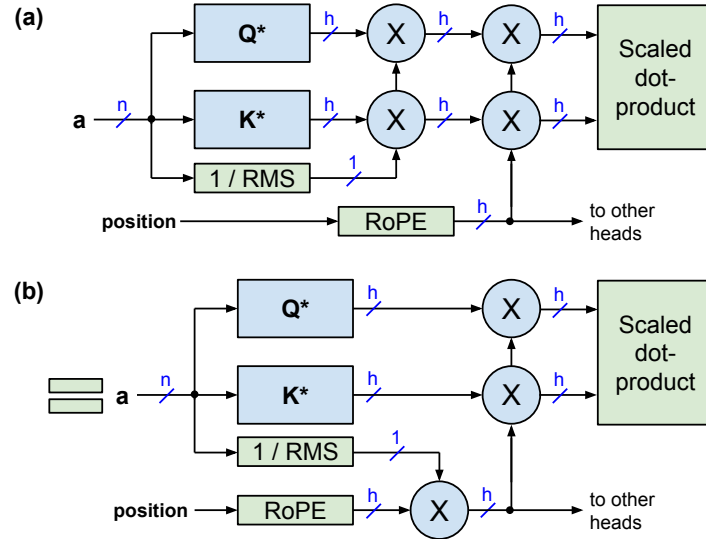 (a)
Q*
h
X
h
X
h
Scaled
dot-
product
a
n
K*
h
X
h
X
h
1 / RMS
1
position
RoPE
h
to other
heads
(b)
Q*
h
X
h
Scaled
dot-
product
a
n
K*
h
X
h
1 / RMS
1
position
RoPE
h
X
h
to other
heads